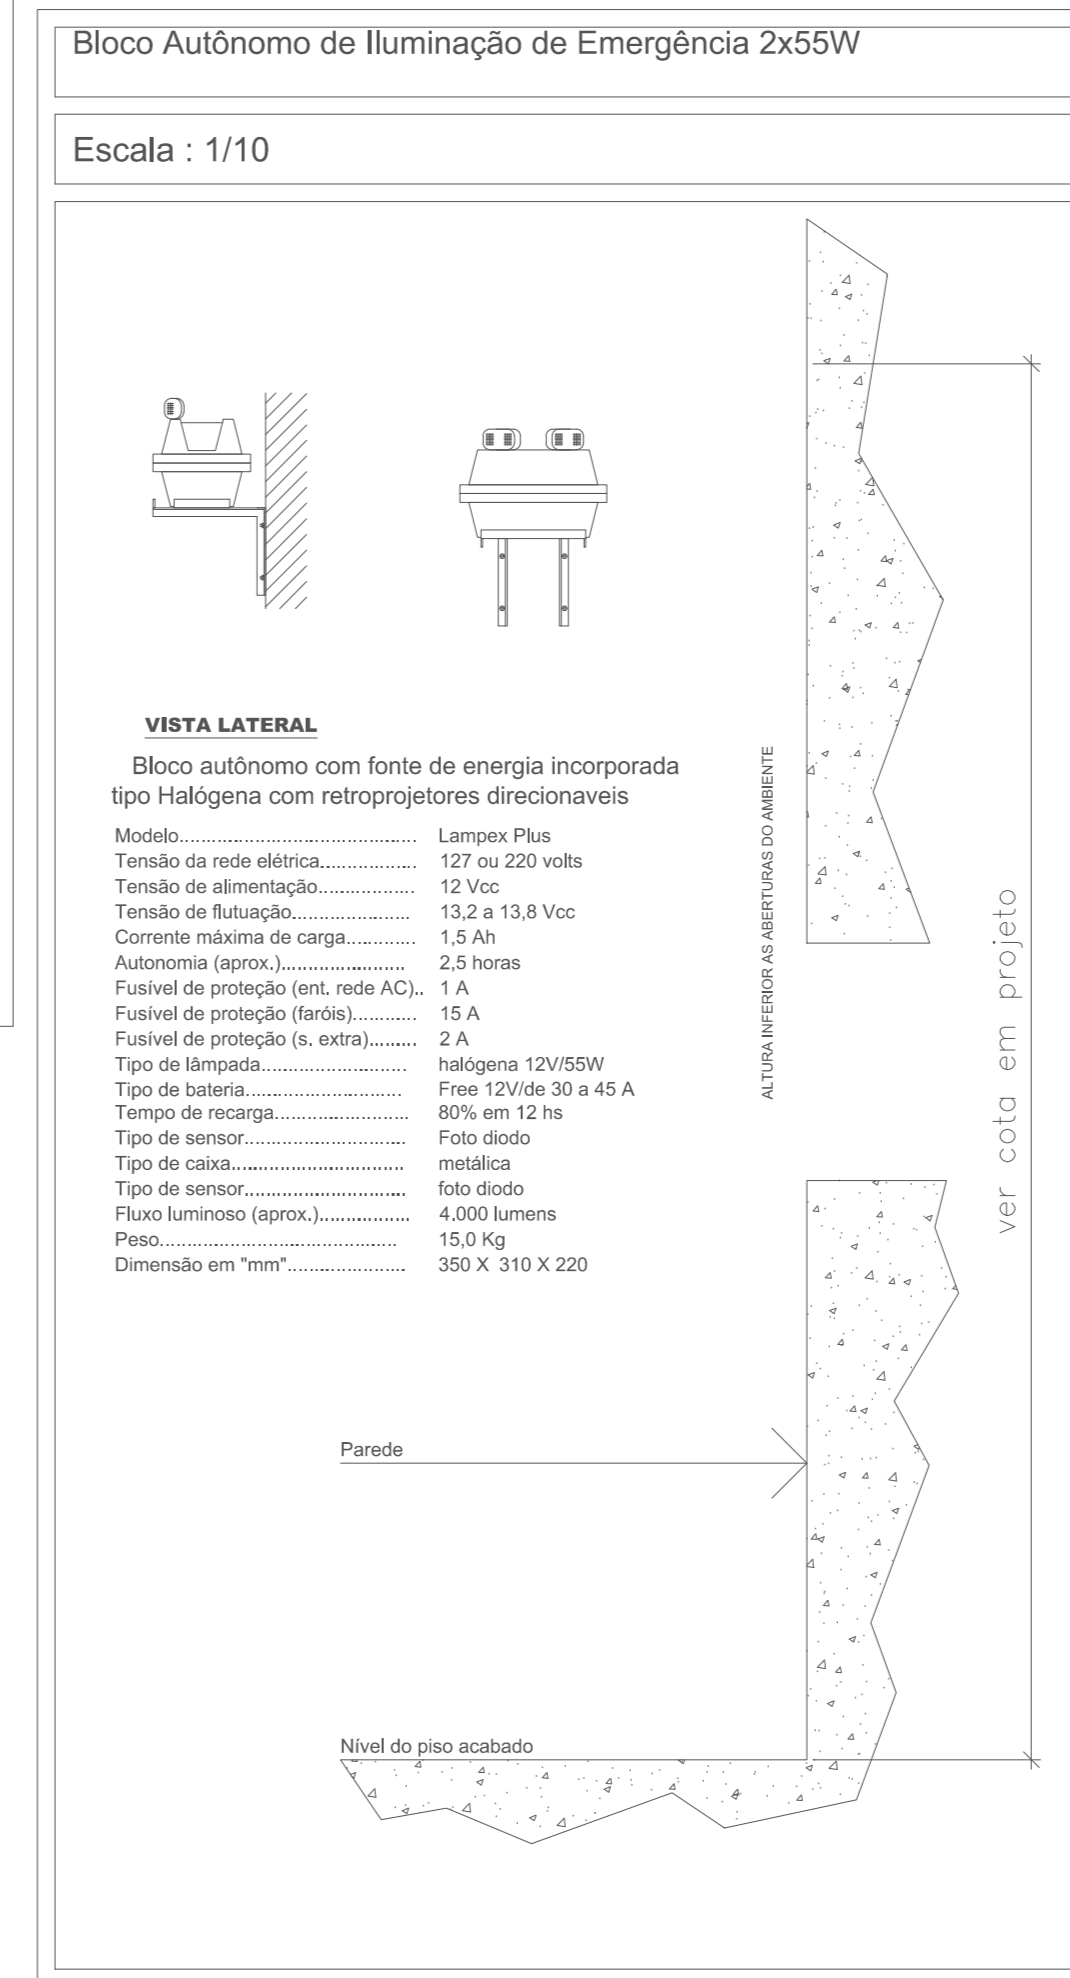 Bloco Autônomo de Iluminação de Emergência 2x55W
Escala : 1/10
VISTA LATERAL
Bloco autônomo com fonte de energia incorporada
tipo Halógena com retroprojetores direcionaveis
Modelo......................................... Lampex Plus
Tensão da rede elétrica................. 127 ou 220 volts
Tensão de alimentação................. 12 Vcc
Tensão de flutuação..................... 13,2 a 13,8 Vcc
Corrente máxima de carga............ 1,5 Ah
Autonomia (aprox.)...................... 2,5 horas
Fusível de proteção (ent. rede AC).. 1 A
Fusível de proteção (faróis)............ 15 A
Fusível de proteção (s. extra)......... 2 A
Tipo de lâmpada.......................... halógena 12V/55W
Tipo de bateria............................ Free 12V/de 30 a 45 A
Tempo de recarga........................ 80% em 12 hs
Tipo de sensor............................. Foto diodo
Tipo de caixa............................... metálica
Tipo de sensor............................. foto diodo
Fluxo luminoso (aprox.)................ 4.000 lumens
Peso.......................................... 15,0 Kg
Dimensão em "mm"..................... 350 X 310 X 220
ALTURA INFERIOR AS ABERTURAS DO AMBIENTE
ver cota em projeto
Parede
Nível do piso acabado